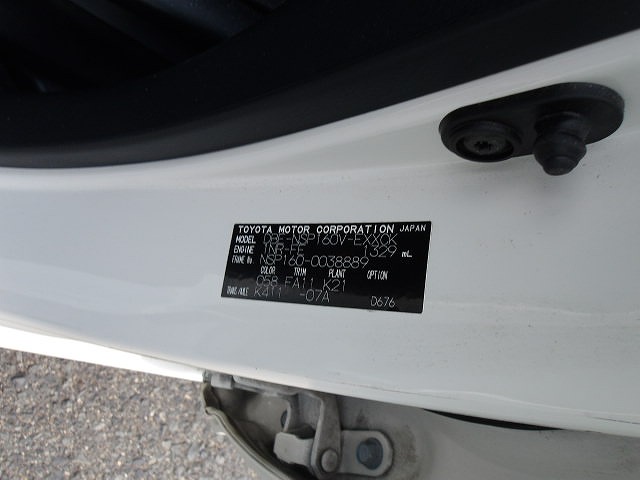 TOYOTA MOTOR CORPORATION JAPAN
MODEL DBE-NSP160V-EXXQK
ENGINE 1NR-FE 1329 mL
FRAME No. NSP160-0038889
COLOR TRIM PLANT OPTION
058 FA11 K21
TRANS/AXLE K411 -07A D676